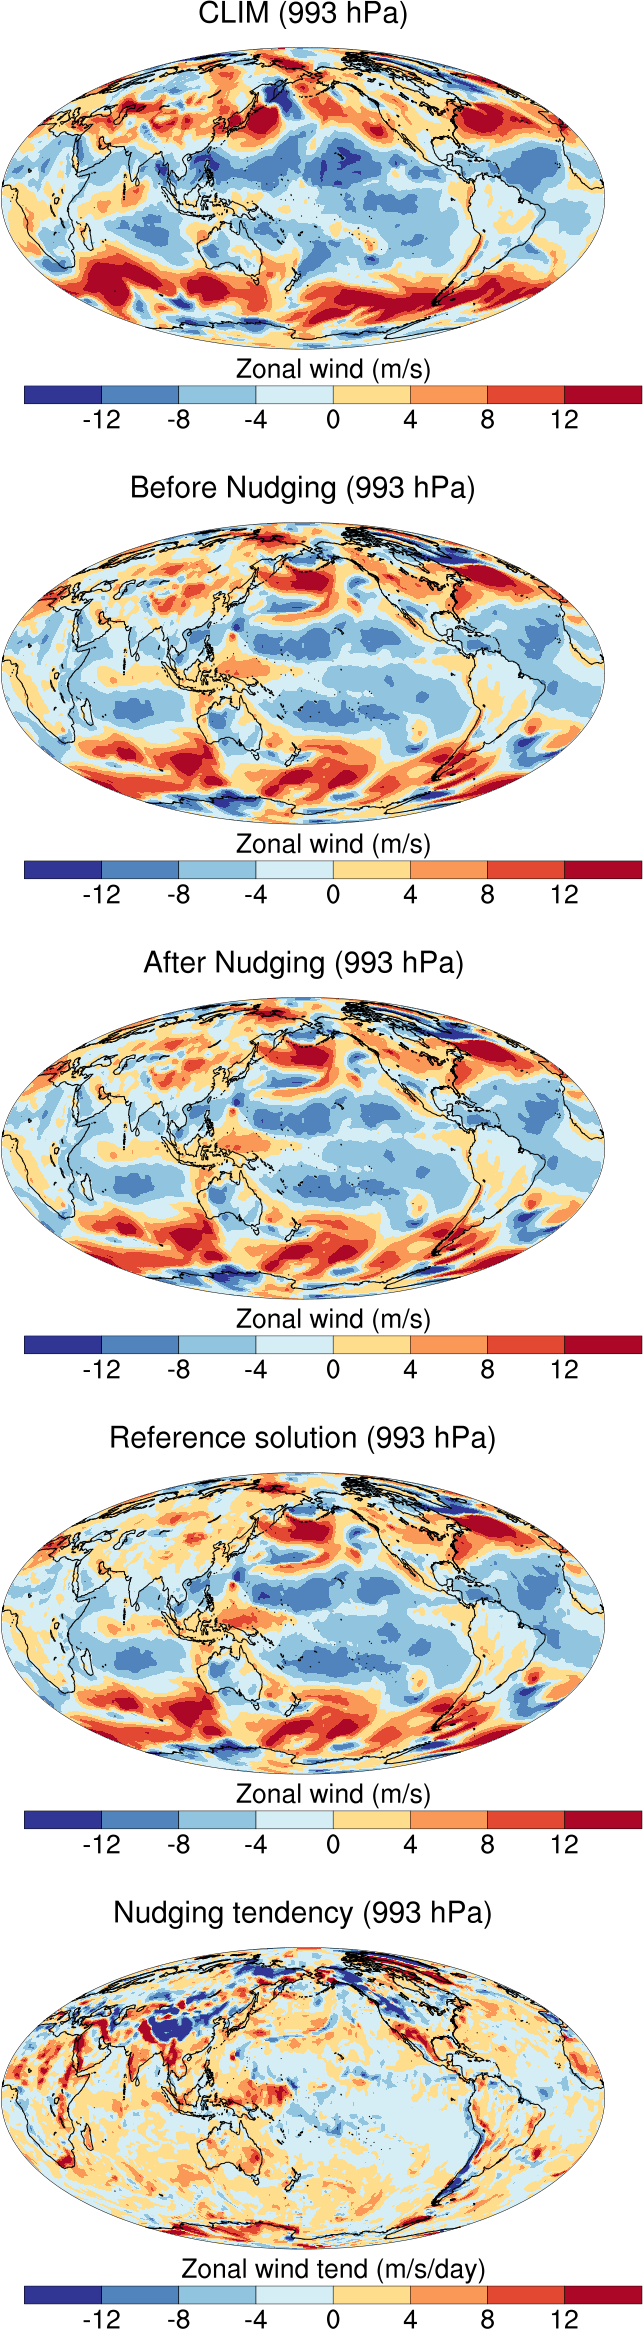 CLIM (993 hPa)
Zonal wind (m/s)
-12 -8 -4 0 4 8 12
Before Nudging (993 hPa)
Zonal wind (m/s)
-12 -8 -4 0 4 8 12
After Nudging (993 hPa)
Zonal wind (m/s)
-12 -8 -4 0 4 8 12
Reference solution (993 hPa)
Zonal wind (m/s)
-12 -8 -4 0 4 8 12
Nudging tendency (993 hPa)
Zonal wind tend (m/s/day)
-12 -8 -4 0 4 8 12